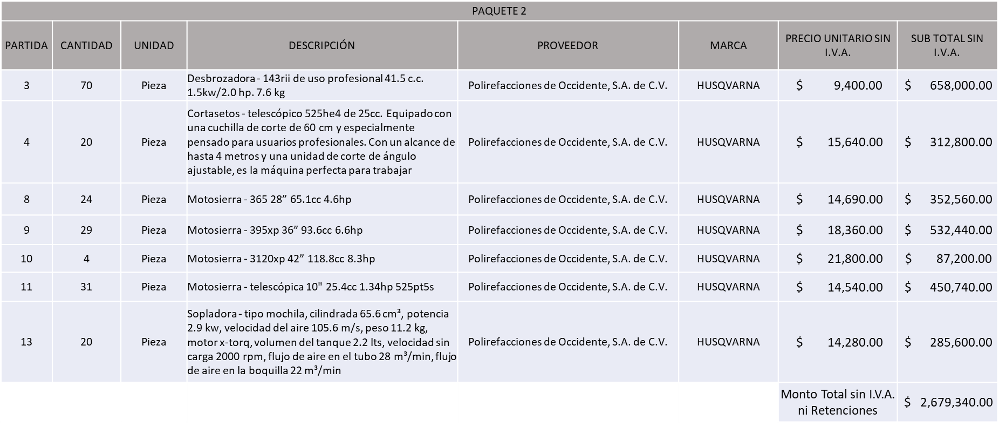 PAQUETE 2
PARTIDA CANTIDAD UNIDAD DESCRIPCIÓN PROVEEDOR MARCA PRECIO UNITARIO SIN I.V.A. SUB TOTAL SIN I.V.A.
3 70 Pieza Desbrozadora - 143rii de uso profesional 41.5 c.c.
1.5kw/2.0 hp. 7.6 kg Polirefacciones de Occidente, S.A. de C.V. HUSQVARNA $ 9,400.00 $ 658,000.00
4 20 Pieza Cortasetos - telescópico 525he4 de 25cc. Equipado con
una cuchilla de corte de 60 cm y especialmente
pensado para usuarios profesionales. Con un alcance de
hasta 4 metros y una unidad de corte de ángulo
ajustable, es la máquina perfecta para trabajar Polirefacciones de Occidente, S.A. de C.V. HUSQVARNA $ 15,640.00 $ 312,800.00
8 24 Pieza Motosierra - 365 28” 65.1cc 4.6hp Polirefacciones de Occidente, S.A. de C.V. HUSQVARNA $ 14,690.00 $ 352,560.00
9 29 Pieza Motosierra - 395xp 36” 93.6cc 6.6hp Polirefacciones de Occidente, S.A. de C.V. HUSQVARNA $ 18,360.00 $ 532,440.00
10 4 Pieza Motosierra - 3120xp 42” 118.8cc 8.3hp Polirefacciones de Occidente, S.A. de C.V. HUSQVARNA $ 21,800.00 $ 87,200.00
11 31 Pieza Motosierra - telescópica 10" 25.4cc 1.34hp 525pt5s Polirefacciones de Occidente, S.A. de C.V. HUSQVARNA $ 14,540.00 $ 450,740.00
13 20 Pieza Sopladora - tipo mochila, cilindrada 65.6 cm³, potencia
2.9 kw, velocidad del aire 105.6 m/s, peso 11.2 kg,
motor x-torq, volumen del tanque 2.2 lts, velocidad sin
carga 2000 rpm, flujo de aire en el tubo 28 m³/min, flujo
de aire en la boquilla 22 m³/min Polirefacciones de Occidente, S.A. de C.V. HUSQVARNA $ 14,280.00 $ 285,600.00
Monto Total sin I.V.A.
ni Retenciones $ 2,679,340.00